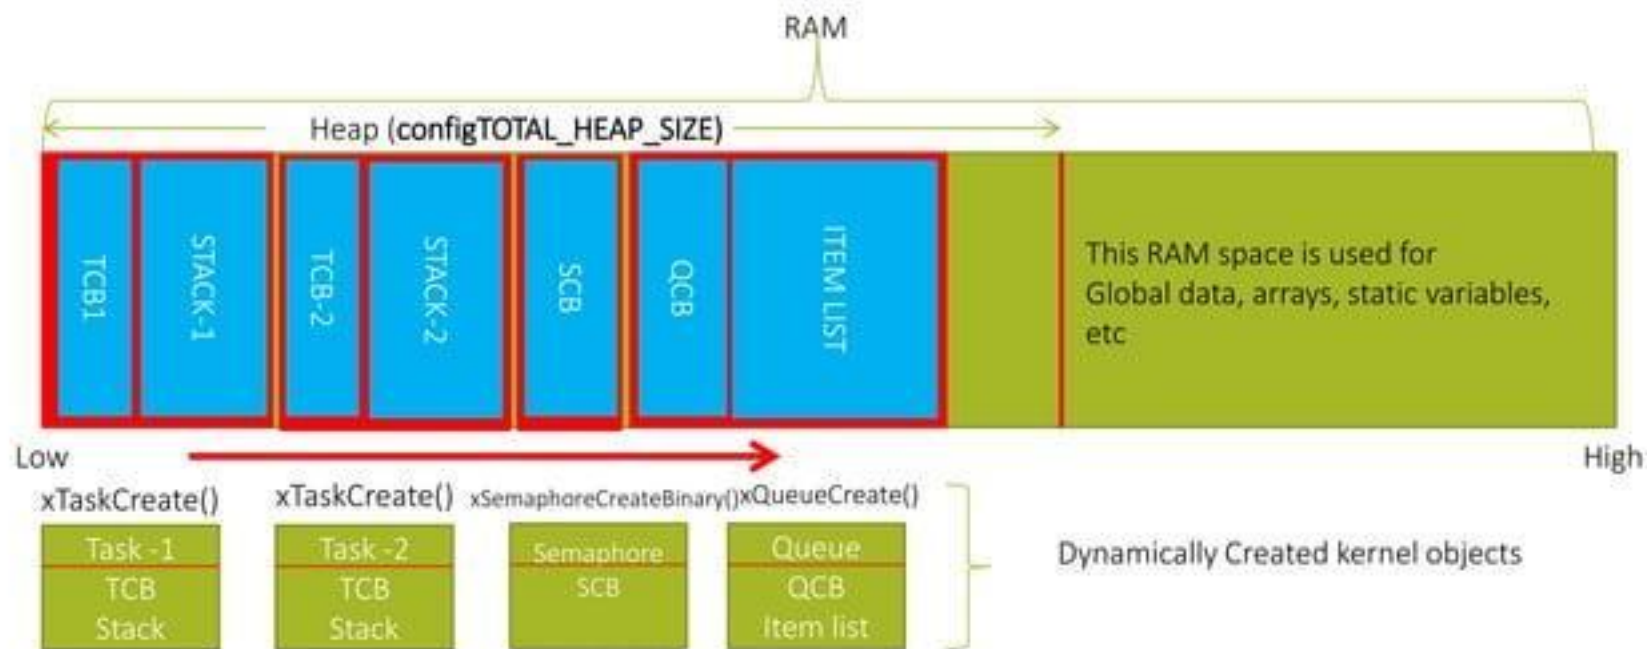 RAM
Heap (configTOTAL_HEAP_SIZE)
TCB1
STACK-1
TCB-2
STACK-2
SCB
QCB
ITEM LIST
This RAM space is used for
Global data, arrays, static variables,
etc
Low
High
xTaskCreate()
xTaskCreate()
xSemaphoreCreateBinary()
xQueueCreate()
Task -1
TCB
Stack
Task -2
TCB
Stack
Semaphore
SCB
Queue
QCB
Item list
Dynamically Created kernel objects